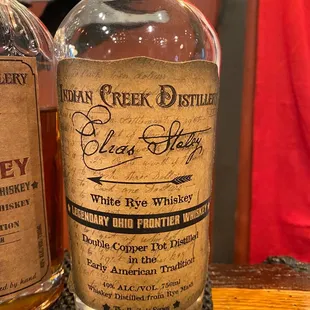 LLERY
EY
WHISKEY
HISKEY
TION
INDIAN CREEK DISTILLERY
Elias Staley
White Rye Whiskey
LEGENDARY OHIO FRONTIER WHISKEY
Double Copper Pot Distilled
in the
Early American Tradition
40% ALC/VOL. 750ml
Whiskey Distilled from Rye Mash